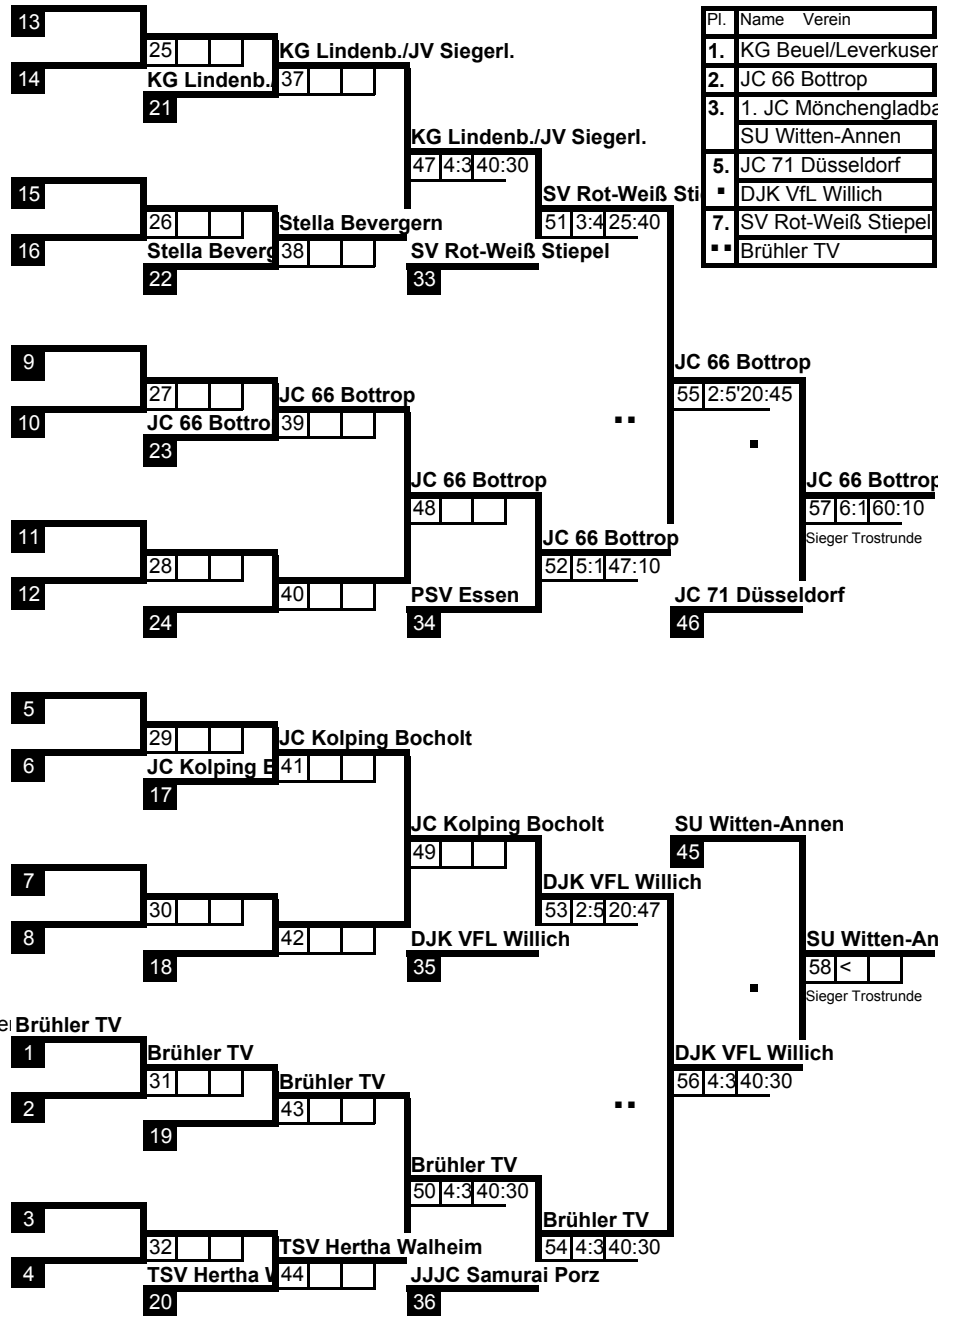 13
Pl. Name Verein
25 KG Lindenb./JV Siegerl.
1. KG Beuel/Leverkusen
14 KG Lindenb./ 37
2. JC 66 Bottrop
21
3. 1. JC Mönchengladba
KG Lindenb./JV Siegerl.
SU Witten-Annen
47 4:3 40:30
5. JC 71 Düsseldorf
15
SV Rot-Weiß Sti
▪ DJK VfL Willich
26 Stella Bevergern
51 3:4 25:40
7. SV Rot-Weiß Stiepel
16 Stella Beverg 38 SV Rot-Weiß Stiepel
▪▪ Brühler TV
22 33
9
JC 66 Bottrop
27 JC 66 Bottrop
55 2:5' 20:45
10 JC 66 Bottro 39
▪▪
23
▪
JC 66 Bottrop
JC 66 Bottrop
48
57 6:1 60:10
11
JC 66 Bottrop
Sieger Trostrunde
28
52 5:1 47:10
12 40 PSV Essen
JC 71 Düsseldorf
24 34 46
5
29 JC Kolping Bocholt
6 JC Kolping B 41
17
JC Kolping Bocholt
SU Witten-Annen
49 45
7
DJK VFL Willich
30
53 2:5 20:47
8 42 DJK VFL Willich
SU Witten-An
18 35
58 <
▪
Sieger Trostrunde
Brühler TV
1 Brühler TV
DJK VFL Willich
31 Brühler TV
56 4:3 40:30
2 43
▪▪
19
Brühler TV
50 4:3 40:30
3
Brühler TV
32 TSV Hertha Walheim
54 4:3 40:30
4 TSV Hertha W 44 JJJC Samurai Porz
20 36